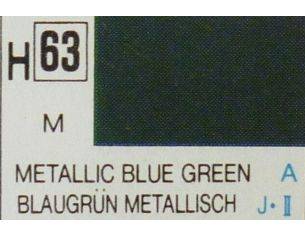 H 63
M
METALLIC BLUE GREEN A
BLAUGRÜN METALLISCH J・Ⅱ